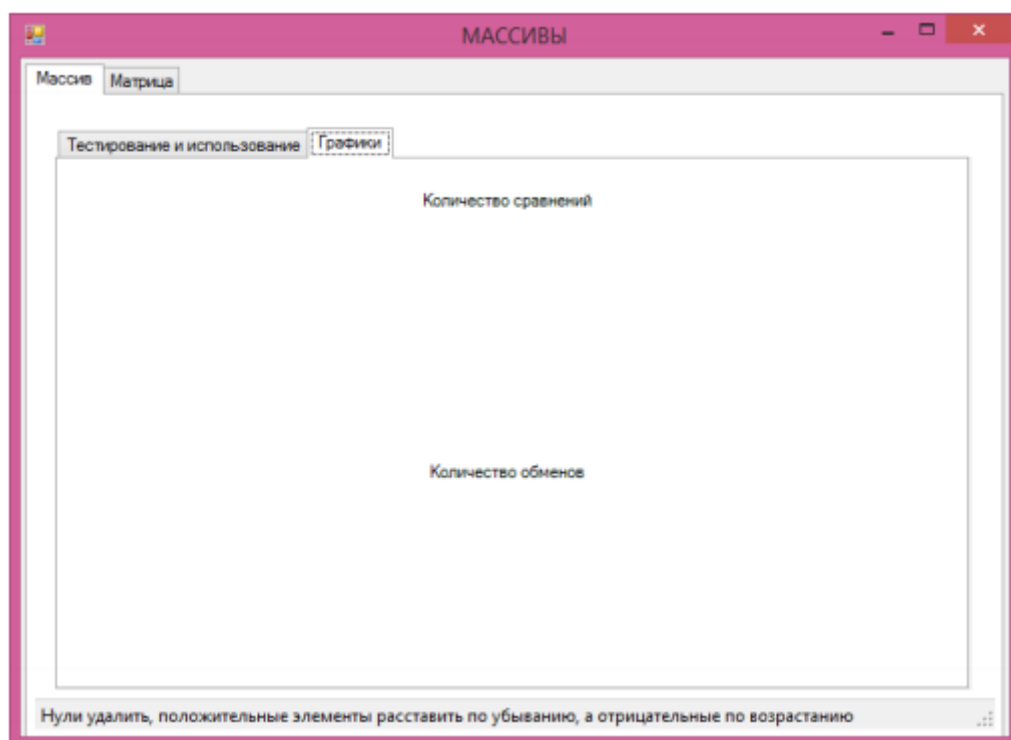 МАССИВЫ
Массив Матрица
Тестирование и использование Графики
Количество сравнений
Количество обменов
Нули удалить, положительные элементы расставить по убыванию, а отрицательные по возрастанию